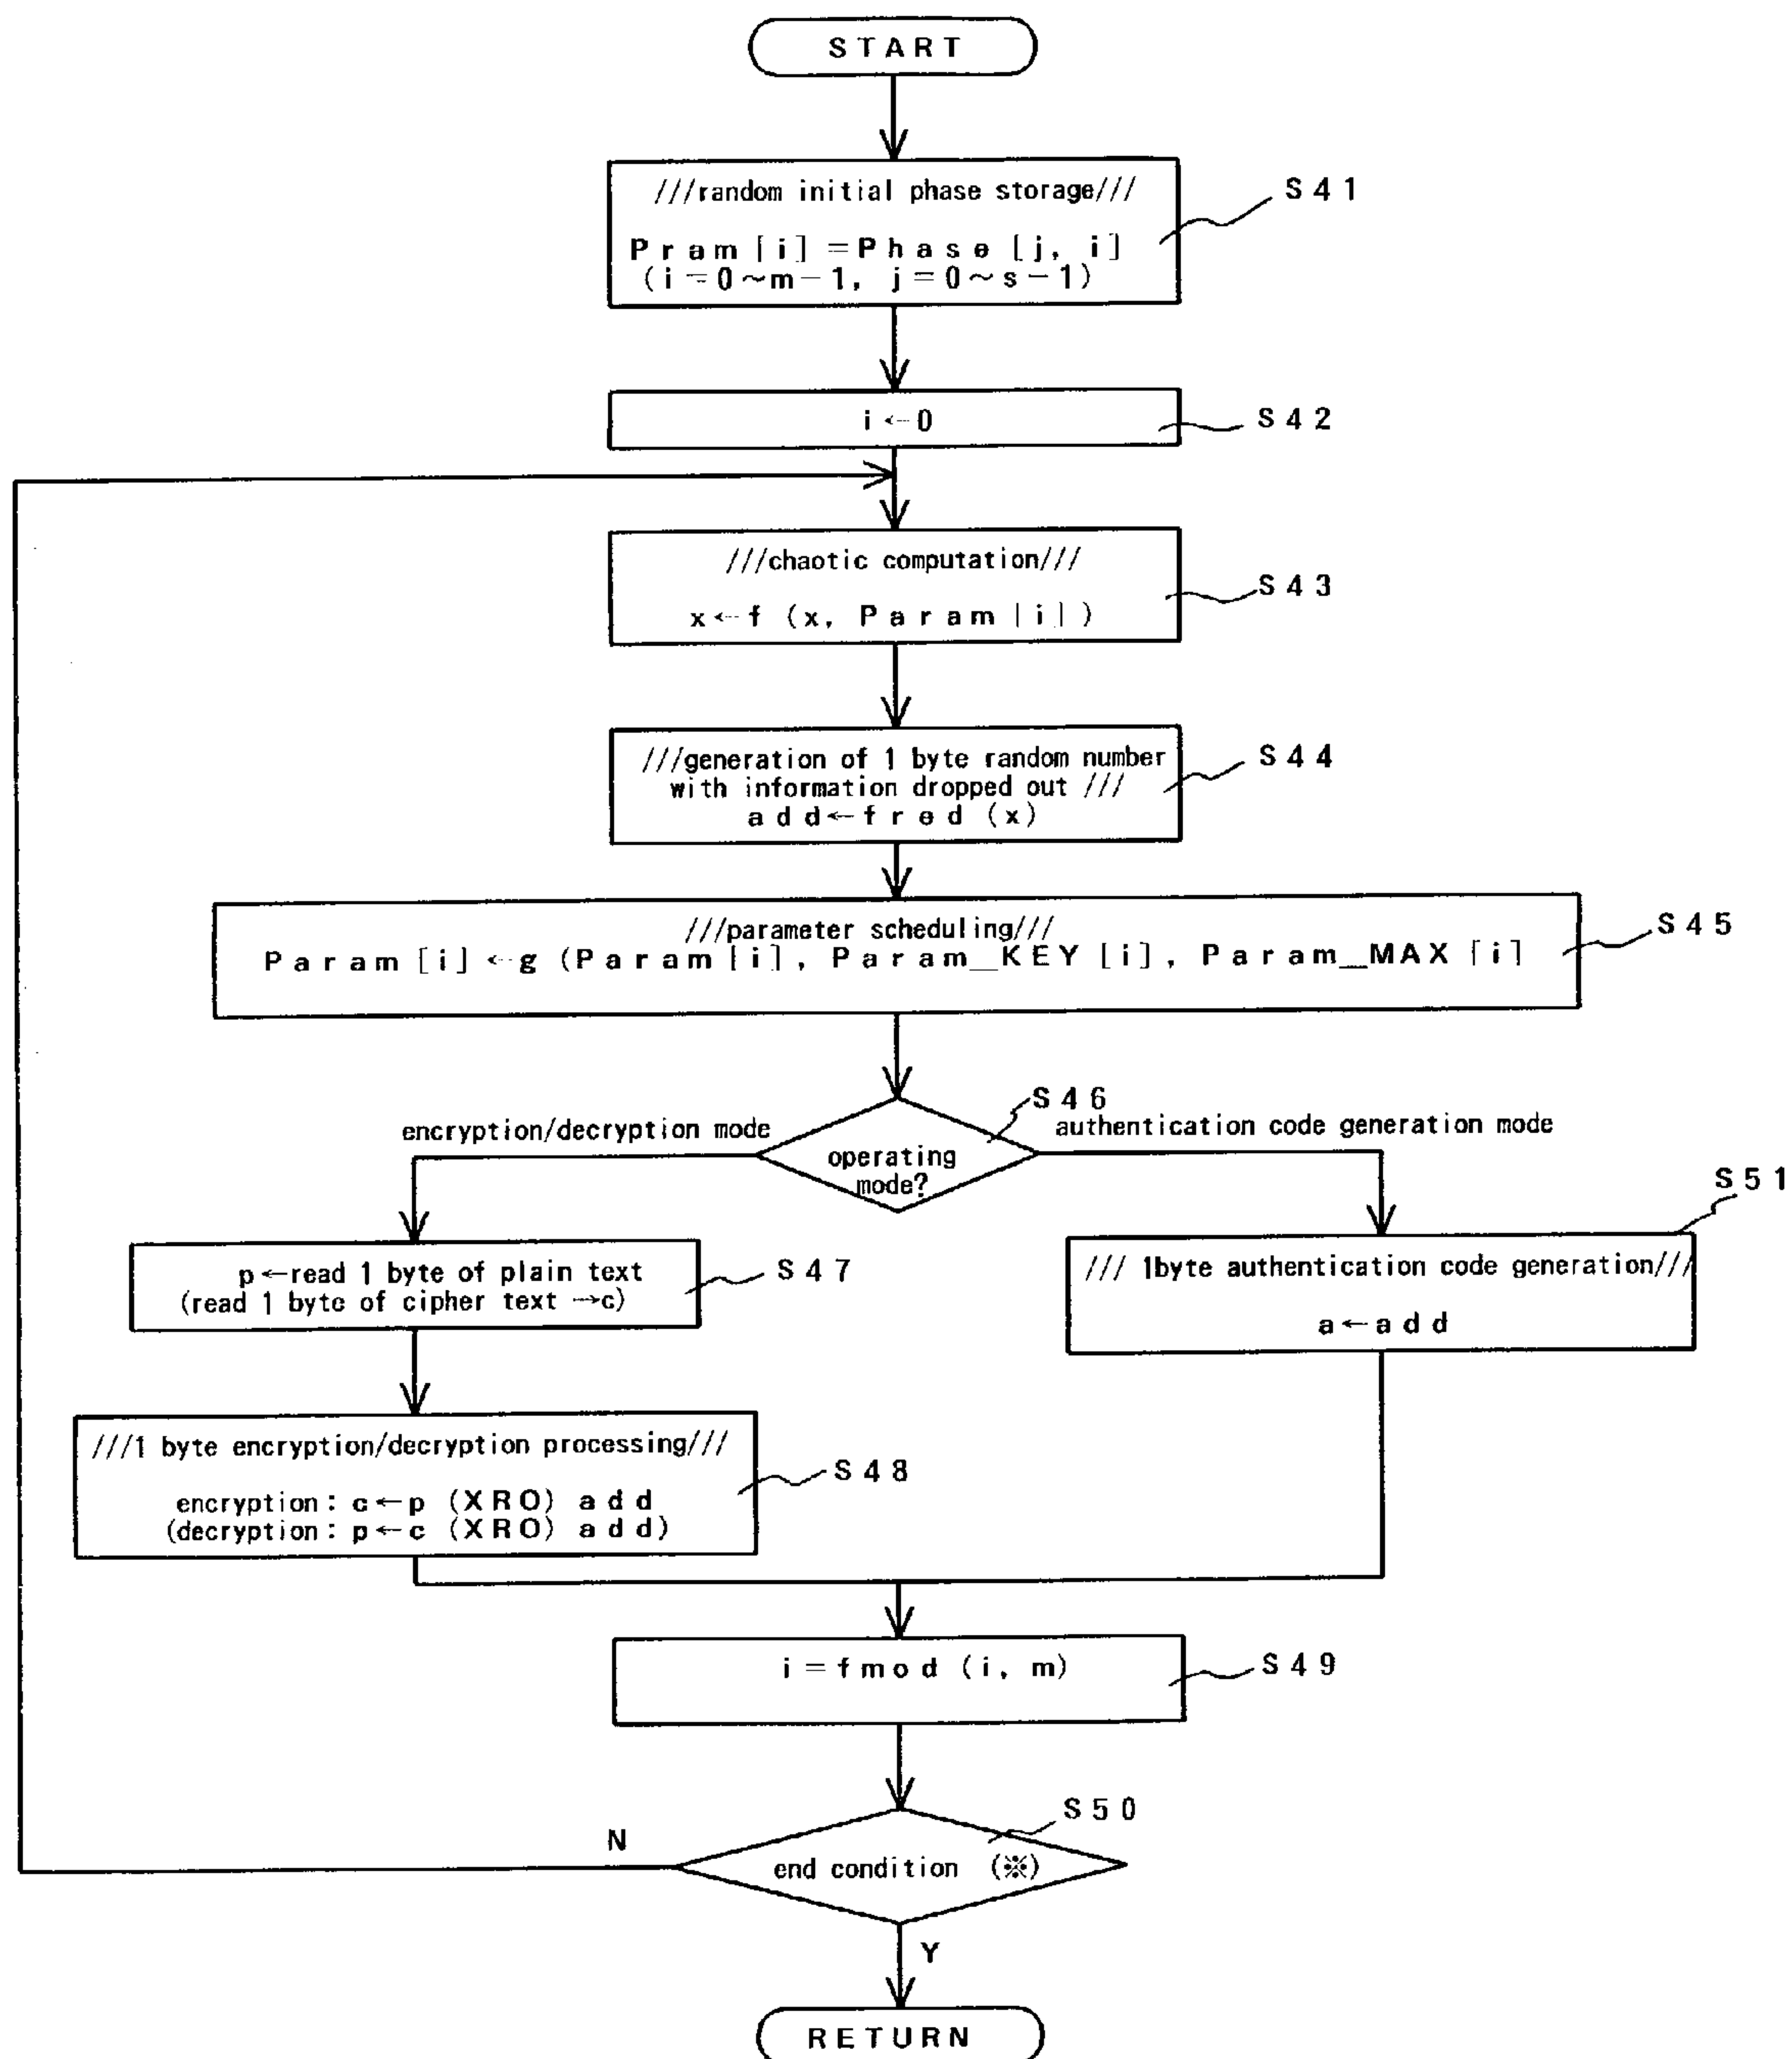 START
///random initial phase storage///
Pram[i]=Phase[j, i]
(i=0~m-1, j=0~s-1)
S41
i←0
S42
///chaotic computation///
x←f (x, Param[i])
S43
///generation of 1 byte random number
with information dropped out ///
add←fred (x)
S44
///parameter scheduling///
Param[i]←g (Param[i], Param_KEY[i], Param_MAX[i]
S45
S46
encryption/decryption mode
authentication code generation mode
operating
mode?
S51
p←read 1 byte of plain text
(read 1 byte of cipher text →c)
S47
/// 1byte authentication code generation///
a←add
///1 byte encryption/decryption processing///
encryption: c←p (XRO) add
(decryption: p←c (XRO) add)
S48
i=fmod (i, m)
S49
S50
N
end condition (※)
Y
RETURN